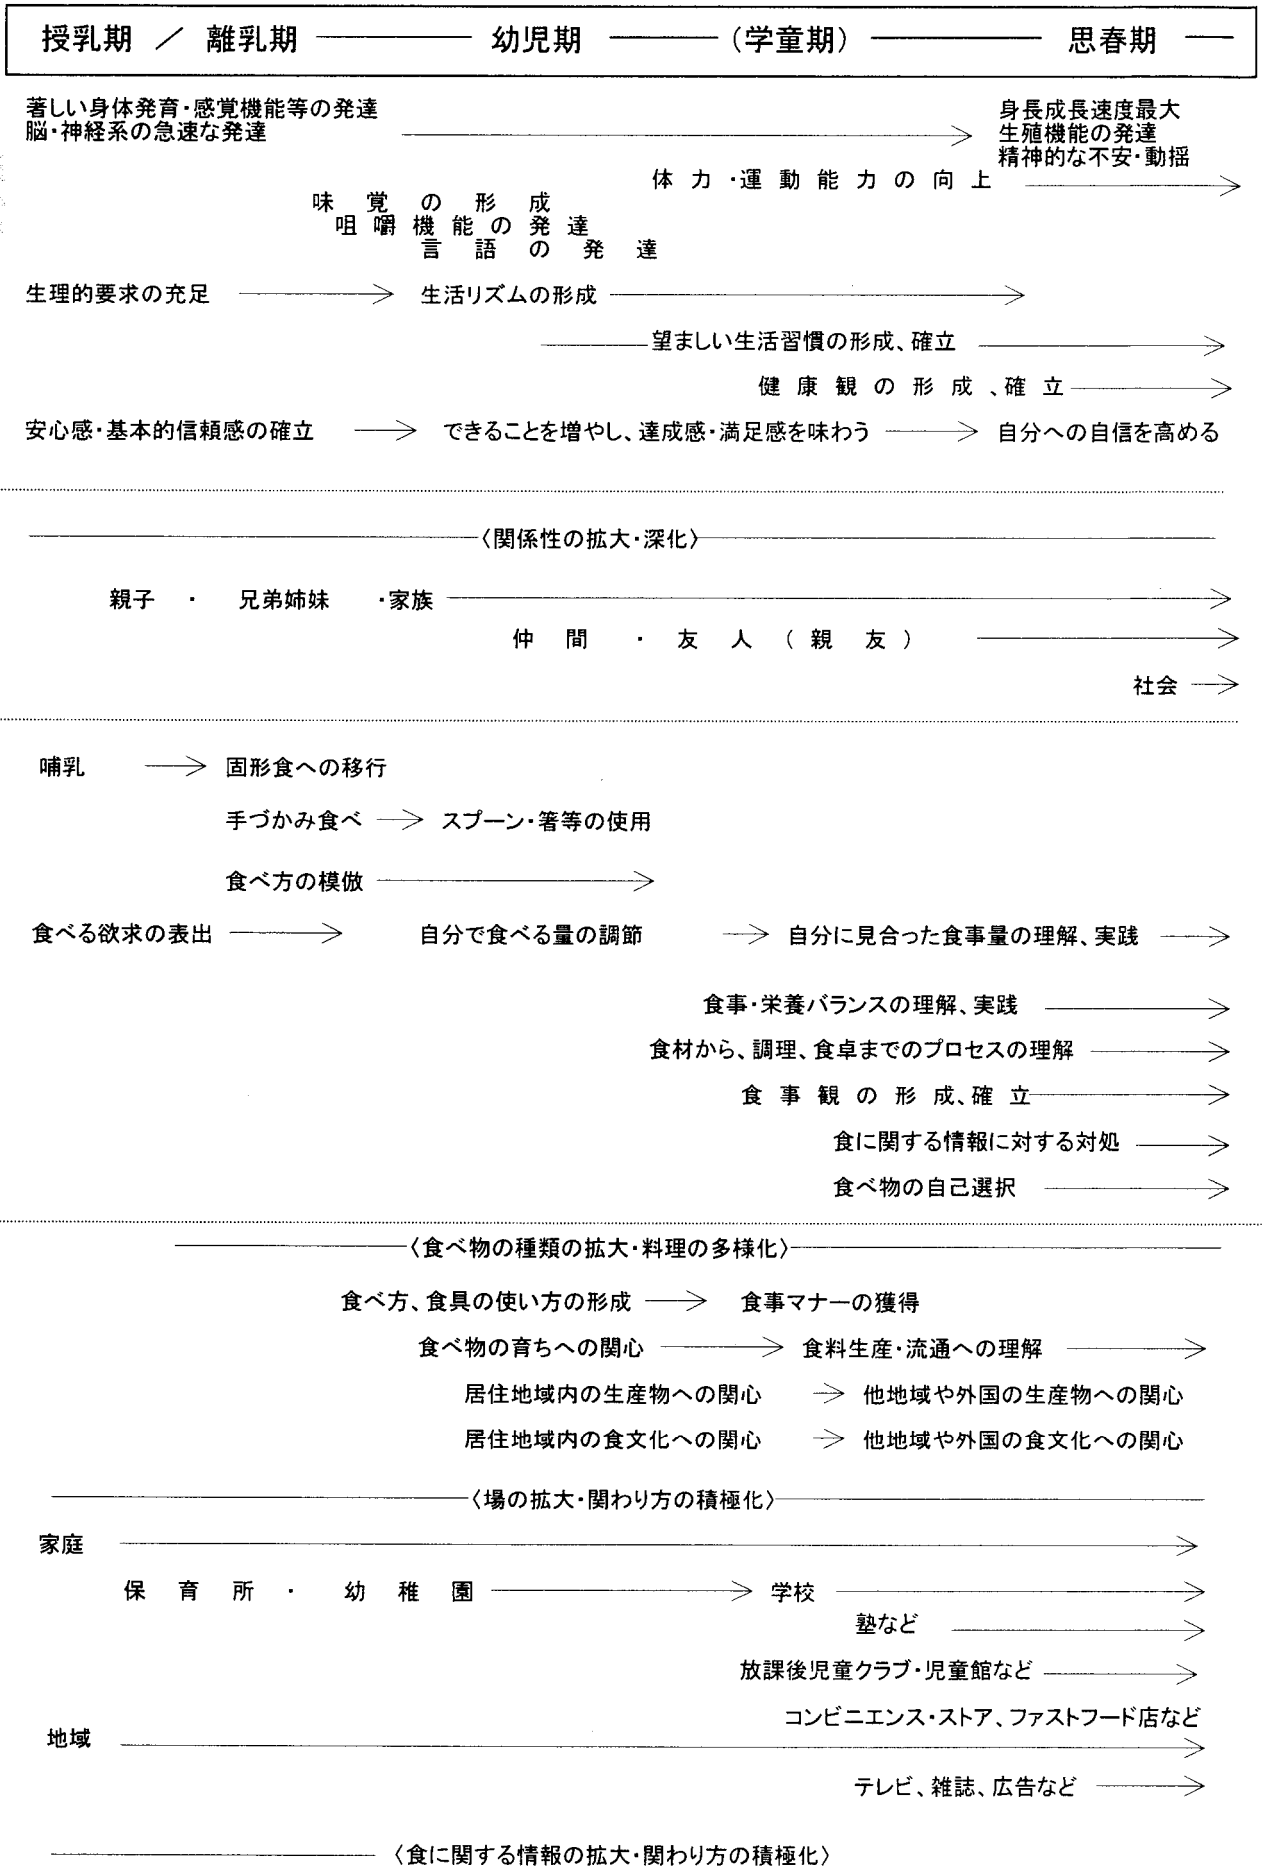 授乳期 ／ 離乳期 幼児期 (学童期) 思春期
著しい身体発育・感覚機能等の発達
脳・神経系の急速な発達
身長成長速度最大
生殖機能の発達
精神的な不安・動揺
体力・運動能力の向上
味覚の形成
咀嚼機能の発達
言語の発達
生理的要求の充足 生活リズムの形成
望ましい生活習慣の形成、確立
健康観の形成、確立
安心感・基本的信頼感の確立 できることを増やし、達成感・満足感を味わう 自分への自信を高める
〈関係性の拡大・深化〉
親子・兄弟姉妹・家族
仲間・友人（親友）
社会
哺乳 固形食への移行
手づかみ食べ スプーン・箸等の使用
食べ方の模倣
食べる欲求の表出 自分で食べる量の調節 自分に見合った食事量の理解、実践
食事・栄養バランスの理解、実践
食材から、調理、食卓までのプロセスの理解
食事観の形成、確立
食に関する情報に対する対処
食べ物の自己選択
〈食べ物の種類の拡大・料理の多様化〉
食べ方、食具の使い方の形成 食事マナーの獲得
食べ物の育ちへの関心 食料生産・流通への理解
居住地域内の生産物への関心 他地域や外国の生産物への関心
居住地域内の食文化への関心 他地域や外国の食文化への関心
〈場の拡大・関わり方の積極化〉
家庭
保育所・幼稚園 学校
塾など
放課後児童クラブ・児童館など
コンビニエンス・ストア、ファストフード店など
地域
テレビ、雑誌、広告など
〈食に関する情報の拡大・関わり方の積極化〉